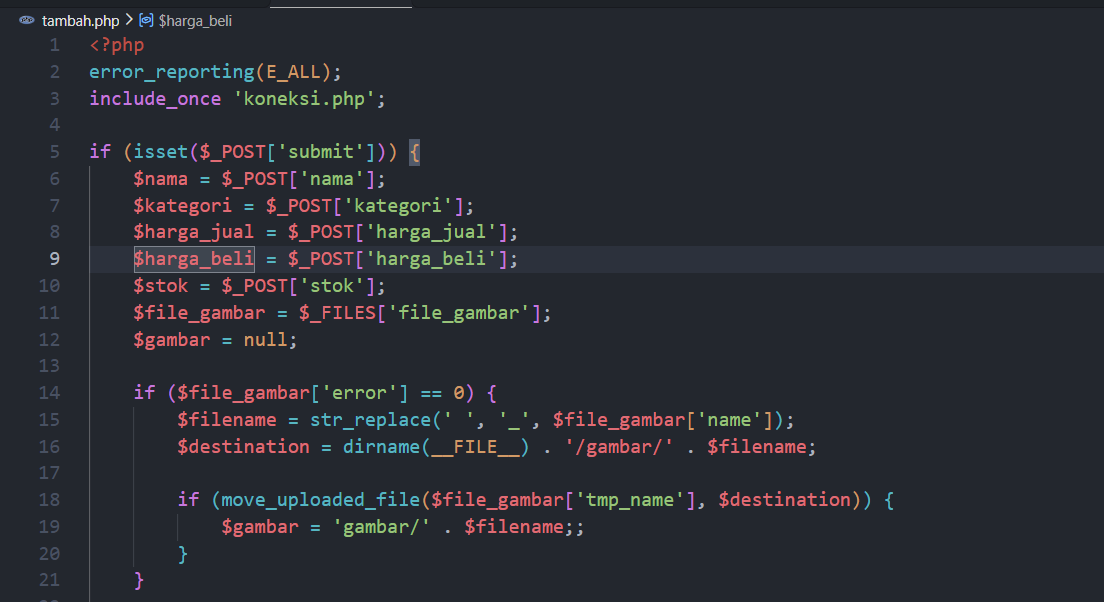 tambah.php > $harga_beli
1 <?php
2 error_reporting(E_ALL);
3 include_once 'koneksi.php';
4
5 if (isset($_POST['submit'])) {
6 $nama = $_POST['nama'];
7 $kategori = $_POST['kategori'];
8 $harga_jual = $_POST['harga_jual'];
9 $harga_beli = $_POST['harga_beli'];
10 $stok = $_POST['stok'];
11 $file_gambar = $_FILES['file_gambar'];
12 $gambar = null;
13
14 if ($file_gambar['error'] == 0) {
15 $filename = str_replace(' ', '_', $file_gambar['name']);
16 $destination = dirname(__FILE__) . '/gambar/' . $filename;
17
18 if (move_uploaded_file($file_gambar['tmp_name'], $destination)) {
19 $gambar = 'gambar/' . $filename;;
20 }
21 }